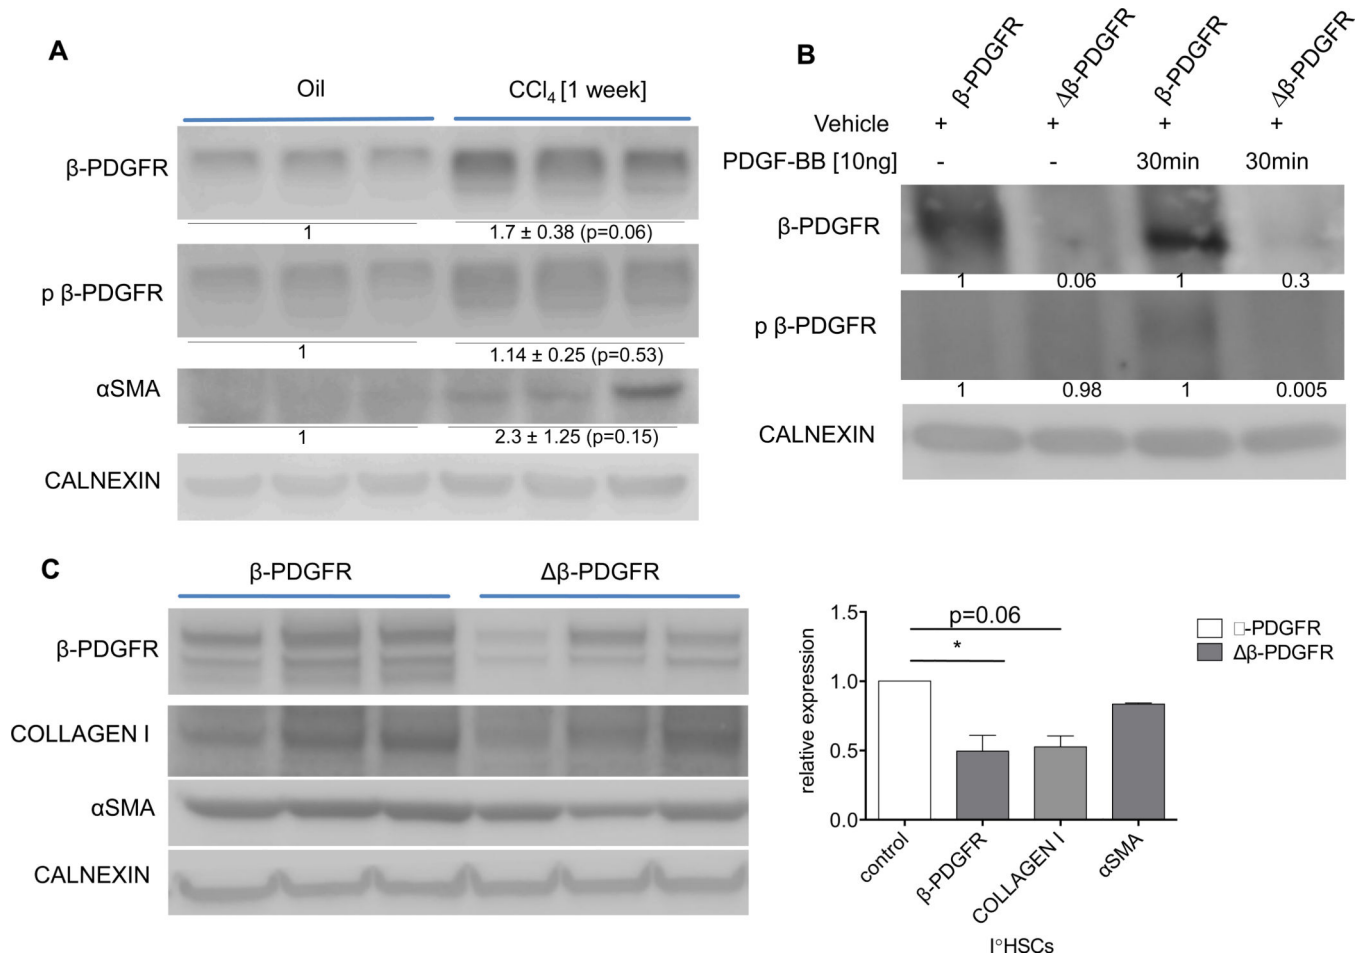 A
Oil
CCl₄ [1 week]
β-PDGFR
1
1.7 ± 0.38 (p=0.06)
p β-PDGFR
1
1.14 ± 0.25 (p=0.53)
αSMA
1
2.3 ± 1.25 (p=0.15)
CALNEXIN
B
β-PDGFR
Δβ-PDGFR
β-PDGFR
Δβ-PDGFR
Vehicle + + + +
PDGF-BB [10ng] - - 30min 30min
β-PDGFR
1 0.06 1 0.3
p β-PDGFR
1 0.98 1 0.005
CALNEXIN
C
β-PDGFR
Δβ-PDGFR
β-PDGFR
COLLAGEN I
αSMA
CALNEXIN
relative expression
1.5
1.0
0.5
0.0
p=0.06
*
□-PDGFR
Δβ-PDGFR
control
β-PDGFR
COLLAGEN I
αSMA
I°HSCs